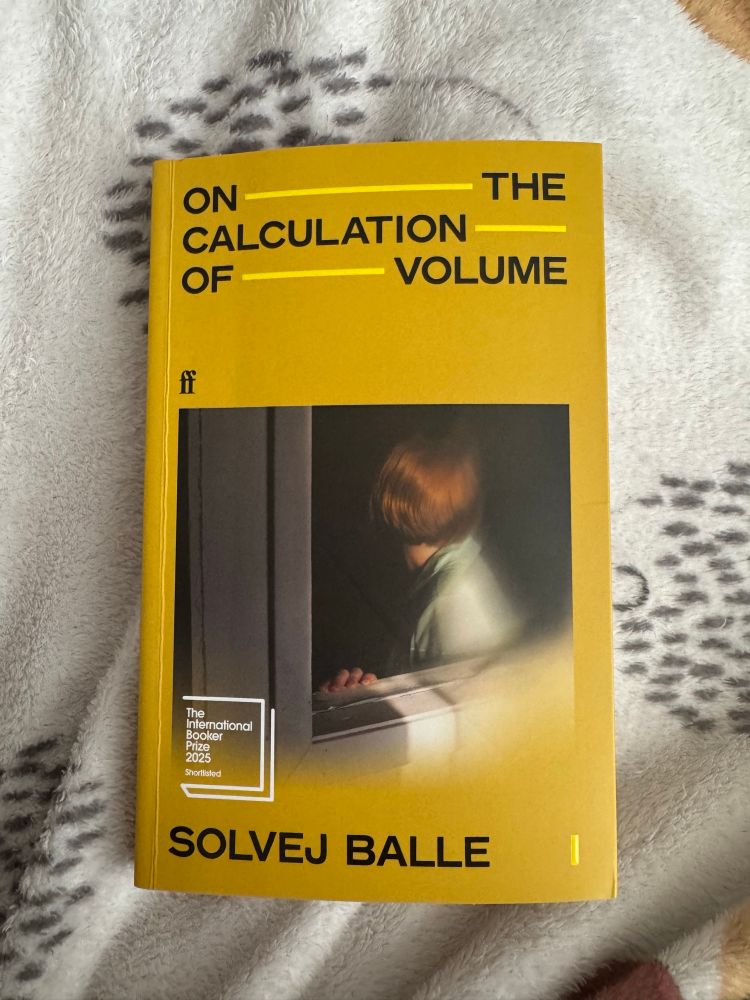 ON THE
CALCULATION
OF VOLUME
ff
The
International
Booker
Prize
2025
Shortlisted
SOLVEJ BALLE
I